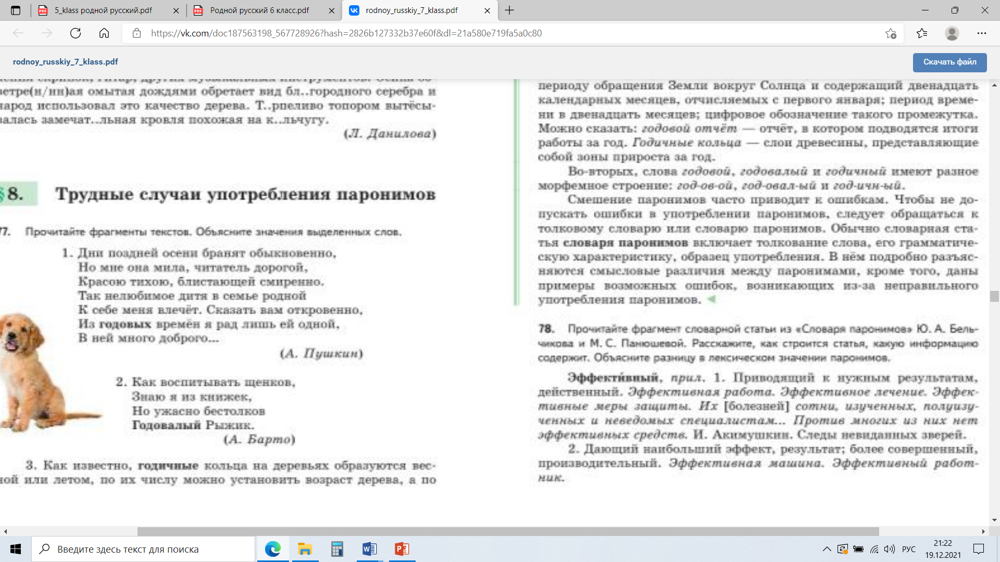 5_klass родной русский.pdf
Родной русский 6 класс.pdf
rodnoy_russkiy_7_klass.pdf
https://vk.com/doc187563198_567728926?hash=2826b127332b37e60f&dl=21a580e719fa5a0c80
rodnoy_russkiy_7_klass.pdf
Скачать файл
ветре(н/нн)ая омытая дождями обретает вид бл..городного серебра и
народ использовал это качество дерева. Т..рпеливо топором вытёсы-
валась замечат..льная кровля похожая на к..льчугу.
(Л. Данилова)
§ 8. Трудные случаи употребления паронимов
77. Прочитайте фрагменты текстов. Объясните значения выделенных слов.
1. Дни поздней осени бранят обыкновенно,
Но мне она мила, читатель дорогой,
Красою тихою, блистающей смиренно.
Так нелюбимое дитя в семье родной
К себе меня влечёт. Сказать вам откровенно,
Из годовых времён я рад лишь ей одной,
В ней много доброго...
(А. Пушкин)
2. Как воспитывать щенков,
Знаю я из книжек,
Но ужасно бестолков
Годовалый Рыжик.
(А. Барто)
3. Как известно, годичные кольца на деревьях образуются вес-
ной или летом, по их числу можно установить возраст дерева, а по
периоду обращения Земли вокруг Солнца и содержащий двенадцать
календарных месяцев, отчисляемых с первого января; период време-
ни в двенадцать месяцев; цифровое обозначение такого промежутка.
Можно сказать: годовой отчёт — отчёт, в котором подводятся итоги
работы за год. Годичные кольца — слои древесины, представляющие
собой зоны прироста за год.
Во-вторых, слова годовой, годовалый и годичный имеют разное
морфемное строение: год-ов-ой, год-овал-ый и год-ичн-ый.
Смешение паронимов часто приводит к ошибкам. Чтобы не до-
пускать ошибки в употреблении паронимов, следует обращаться к
толковому словарю или словарю паронимов. Обычно словарная ста-
тья словаря паронимов включает толкование слова, его грамматиче-
скую характеристику, образец употребления. В нём подробно разъяс-
няются смысловые различия между паронимами, кроме того, даны
примеры возможных ошибок, возникающих из-за неправильного
употребления паронимов.
78. Прочитайте фрагмент словарной статьи из «Словаря паронимов» Ю. А. Бель-
чикова и М. С. Панюшевой. Расскажите, как строится статья, какую информацию
содержит. Объясните разницу в лексическом значении паронимов.
Эффекти́вный, прил. 1. Приводящий к нужным результатам,
действенный. Эффективная работа. Эффективное лечение. Эффек-
тивные меры защиты. Их [болезней] сотни, изученных, полуизу-
ченных и неведомых специалистам... Против многих из них нет
эффективных средств. И. Акимушкин. Следы невиданных зверей.
2. Дающий наибольший эффект, результат; более совершенный,
производительный. Эффективная машина. Эффективный работ-
ник.
Введите здесь текст для поиска
РУС
21:22
19.12.2021